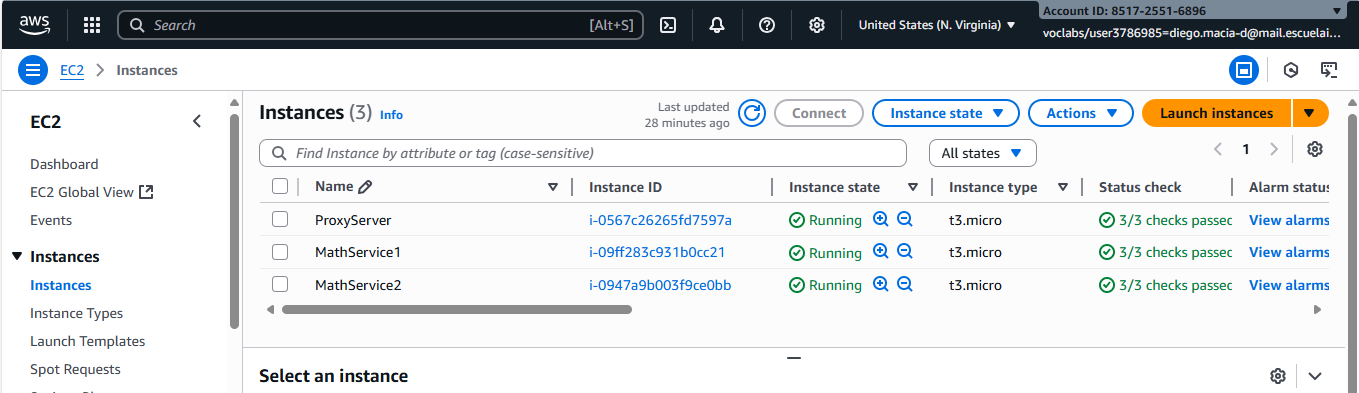 aws
Search [Alt+S]
United States (N. Virginia)
Account ID: 8517-2551-6896
voclabs/user3786985=diego.macia-d@mail.escuelai...
EC2 > Instances
EC2
Dashboard
EC2 Global View
Events
Instances
Instances
Instance Types
Launch Templates
Spot Requests
Instances (3) Info
Last updated
28 minutes ago
Connect
Instance state
Actions
Launch instances
Find Instance by attribute or tag (case-sensitive)
All states
1
Name Instance ID Instance state Instance type Status check Alarm status
ProxyServer i-0567c26265fd7597a Running t3.micro 3/3 checks passed View alarms
MathService1 i-09ff283c931b0cc21 Running t3.micro 3/3 checks passed View alarms
MathService2 i-0947a9b003f9ce0bb Running t3.micro 3/3 checks passed View alarms
Select an instance